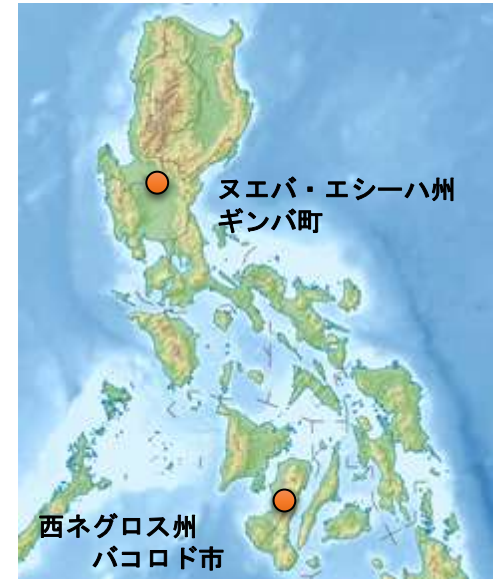 ヌエバ・エシーハ州
ギンバ町
西ネグロス州
バコロド市